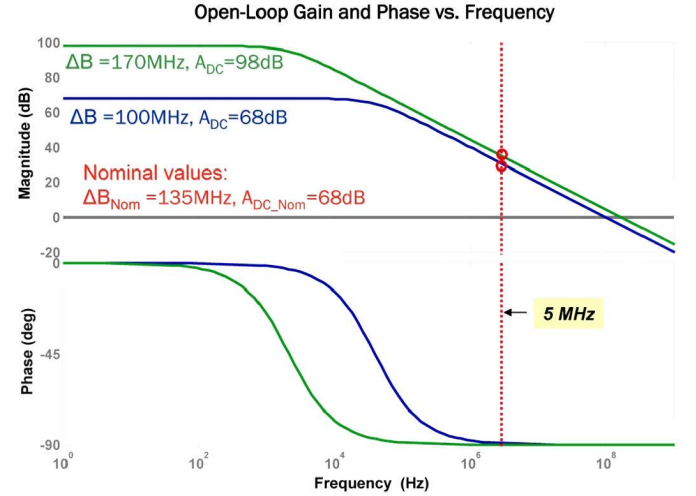 Open-Loop Gain and Phase vs. Frequency
100
80
60
40
20
0
-20
Magnitude (dB)
ΔB =170MHz, A_DC=98dB
ΔB =100MHz, A_DC=68dB
Nominal values:
ΔB_Nom =135MHz, A_DC_Nom=68dB
0
-45
-90
Phase (deg)
5 MHz
10^0
10^2
10^4
10^6
10^8
Frequency (Hz)